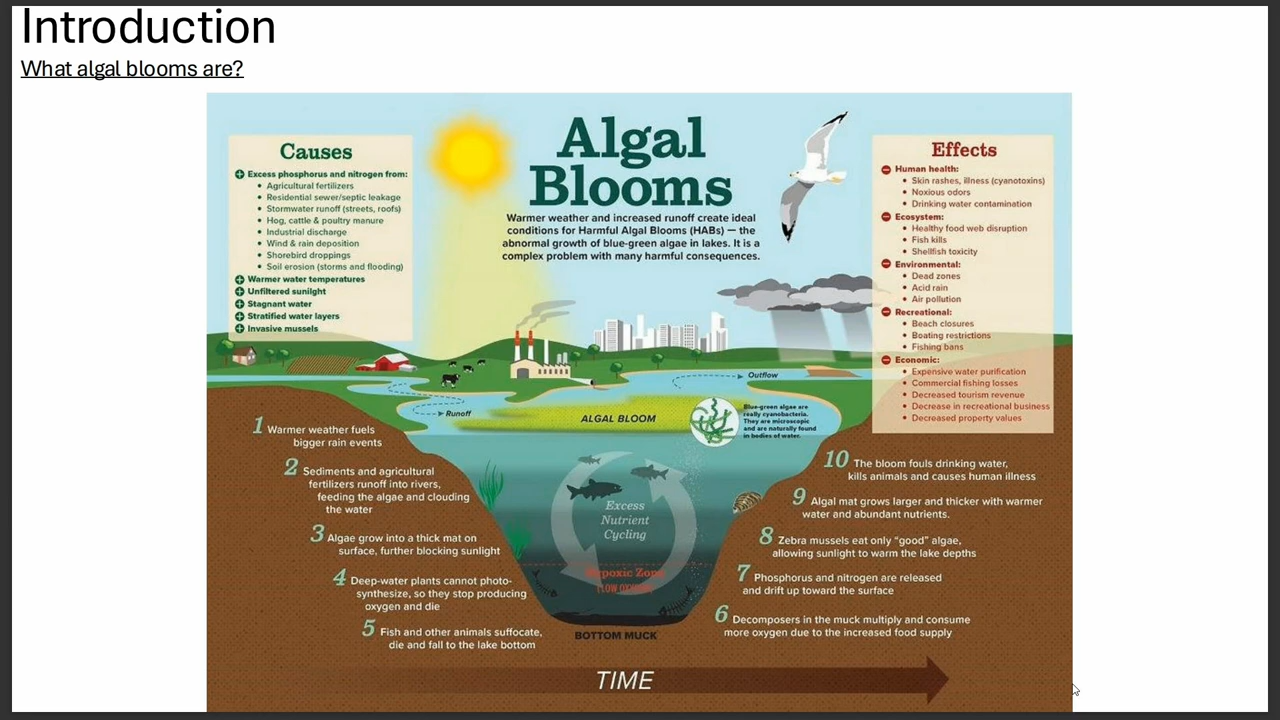 Introduction
What algal blooms are?
Algal
Blooms
Warmer weather and increased runoff create ideal
conditions for Harmful Algal Blooms (HABs) — the
abnormal growth of blue-green algae in lakes. It is a
complex problem with many harmful consequences.
Causes
Excess phosphorus and nitrogen from:
Agricultural fertilizers
Residential sewer/septic leakage
Stormwater runoff (streets, roofs)
Hog, cattle & poultry manure
Industrial discharge
Wind & rain deposition
Shorebird droppings
Soil erosion (storms and flooding)
Warmer water temperatures
Unfiltered sunlight
Stagnant water
Stratified water layers
Invasive mussels
Effects
Human health:
Skin rashes, illness (cyanotoxins)
Noxious odors
Drinking water contamination
Ecosystem:
Healthy food web disruption
Fish kills
Shellfish toxicity
Environmental:
Dead zones
Acid rain
Air pollution
Recreational:
Beach closures
Boating restrictions
Fishing bans
Economic:
Expensive water purification
Commercial fishing losses
Decreased tourism revenue
Decrease in recreational business
Decreased property values
Outflow
Runoff
ALGAL BLOOM
Blue-green algae are
really cyanobacteria.
They are microscopic
and are naturally found
in bodies of water.
1 Warmer weather fuels
bigger rain events
2 Sediments and agricultural
fertilizers runoff into rivers,
feeding the algae and clouding
the water
3 Algae grow into a thick mat on
surface, further blocking sunlight
4 Deep-water plants cannot photo-
synthesize, so they stop producing
oxygen and die
5 Fish and other animals suffocate,
die and fall to the lake bottom
Excess
Nutrient
Cycling
Hypoxic Zone
(LOW OXYGEN)
BOTTOM MUCK
6 Decomposers in the muck multiply and consume
more oxygen due to the increased food supply
7 Phosphorus and nitrogen are released
and drift up toward the surface
8 Zebra mussels eat only “good” algae,
allowing sunlight to warm the lake depths
9 Algal mat grows larger and thicker with warmer
water and abundant nutrients.
10 The bloom fouls drinking water,
kills animals and causes human illness
TIME